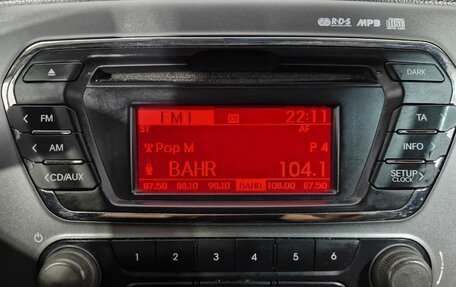 R·D·S MP3
DARK
FM TA
AM INFO
CD/AUX SETUP
CLOCK
FM1 CD 22:11
ST AF
Pop M P 4
BAHR 104.1
87.50 88.10 98.10 BAHR 108.00 87.50
1 2 3 4 5 6